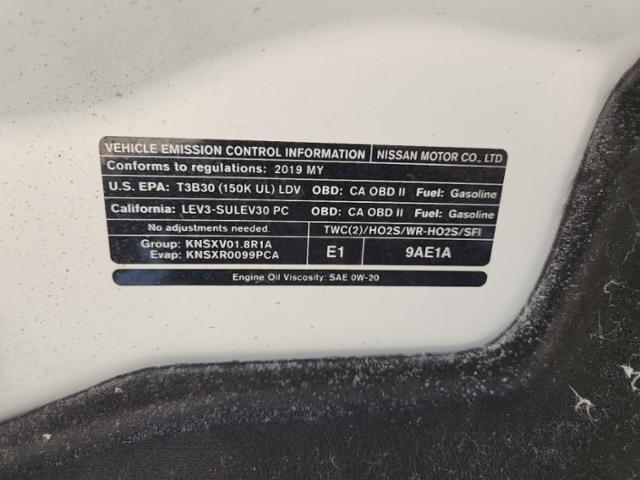 VEHICLE EMISSION CONTROL INFORMATION NISSAN MOTOR CO., LTD
Conforms to regulations: 2019 MY
U.S. EPA: T3B30 (150K UL) LDV OBD: CA OBD II Fuel: Gasoline
California: LEV3-SULEV30 PC OBD: CA OBD II Fuel: Gasoline
No adjustments needed. TWC(2)/HO2S/WR-HO2S/SFI
Group: KNSXV01.8R1A
Evap: KNSXR0099PCA
E1 9AE1A
Engine Oil Viscosity: SAE 0W-20